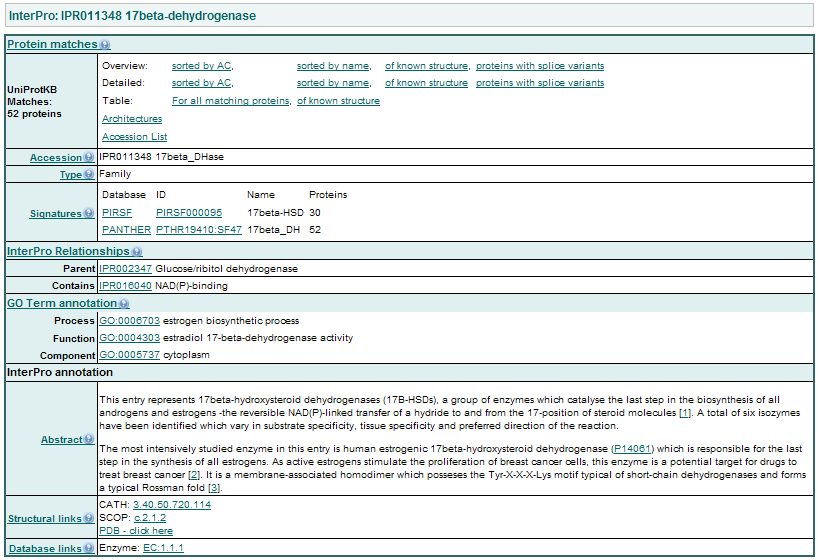 InterPro: IPR011348 17beta-dehydrogenase
Protein matches
UniProtKB
Matches:
52 proteins
Overview: sorted by AC, sorted by name, of known structure, proteins with splice variants
Detailed: sorted by AC, sorted by name, of known structure proteins with splice variants
Table: For all matching proteins, of known structure
Architectures
Accession List
Accession IPR011348 17beta_DHase
Type Family
Signatures
Database ID Name Proteins
PIRSF PIRSF000095 17beta-HSD 30
PANTHER PTHR19410:SF47 17beta_DH 52
InterPro Relationships
Parent IPR002347 Glucose/ribitol dehydrogenase
Contains IPR016040 NAD(P)-binding
GO Term annotation
Process GO:0006703 estrogen biosynthetic process
Function GO:0004303 estradiol 17-beta-dehydrogenase activity
Component GO:0005737 cytoplasm
InterPro annotation
Abstract
This entry represents 17beta-hydroxysteroid dehydrogenases (17B-HSDs), a group of enzymes which catalyse the last step in the biosynthesis of all
androgens and estrogens -the reversible NAD(P)-linked transfer of a hydride to and from the 17-position of steroid molecules [1]. A total of six isozymes
have been identified which vary in substrate specificity, tissue specificity and preferred direction of the reaction.
The most intensively studied enzyme in this entry is human estrogenic 17beta-hydroxysteroid dehydrogenase (P14061) which is responsible for the last
step in the synthesis of all estrogens. As active estrogens stimulate the proliferation of breast cancer cells, this enzyme is a potential target for drugs to
treat breast cancer [2]. It is a membrane-associated homodimer which posseses the Tyr-X-X-X-Lys motif typical of short-chain dehydrogenases and forms
a typical Rossman fold [3].
Structural links
CATH: 3.40.50.720.114
SCOP: c.2.1.2
PDB - click here
Database links Enzyme: EC:1.1.1